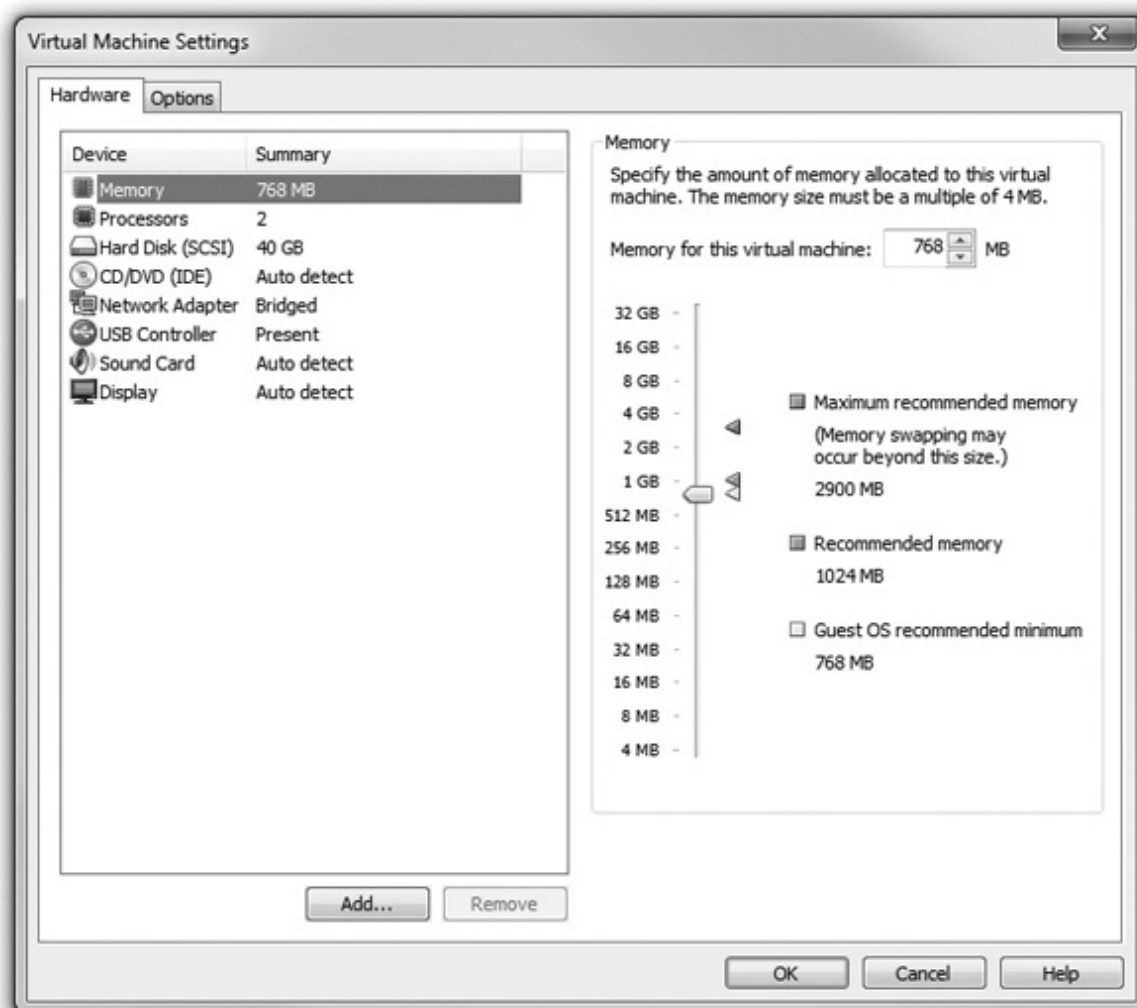 Virtual Machine Settings
X
Hardware
Options
Device Summary
Memory 768 MB
Processors 2
Hard Disk (SCSI) 40 GB
CD/DVD (IDE) Auto detect
Network Adapter Bridged
USB Controller Present
Sound Card Auto detect
Display Auto detect
Add...
Remove
Memory
Specify the amount of memory allocated to this virtual
machine. The memory size must be a multiple of 4 MB.
Memory for this virtual machine: 768 MB
32 GB
16 GB
8 GB
4 GB
2 GB
1 GB
512 MB
256 MB
128 MB
64 MB
32 MB
16 MB
8 MB
4 MB
Maximum recommended memory
(Memory swapping may
occur beyond this size.)
2900 MB
Recommended memory
1024 MB
Guest OS recommended minimum
768 MB
OK
Cancel
Help